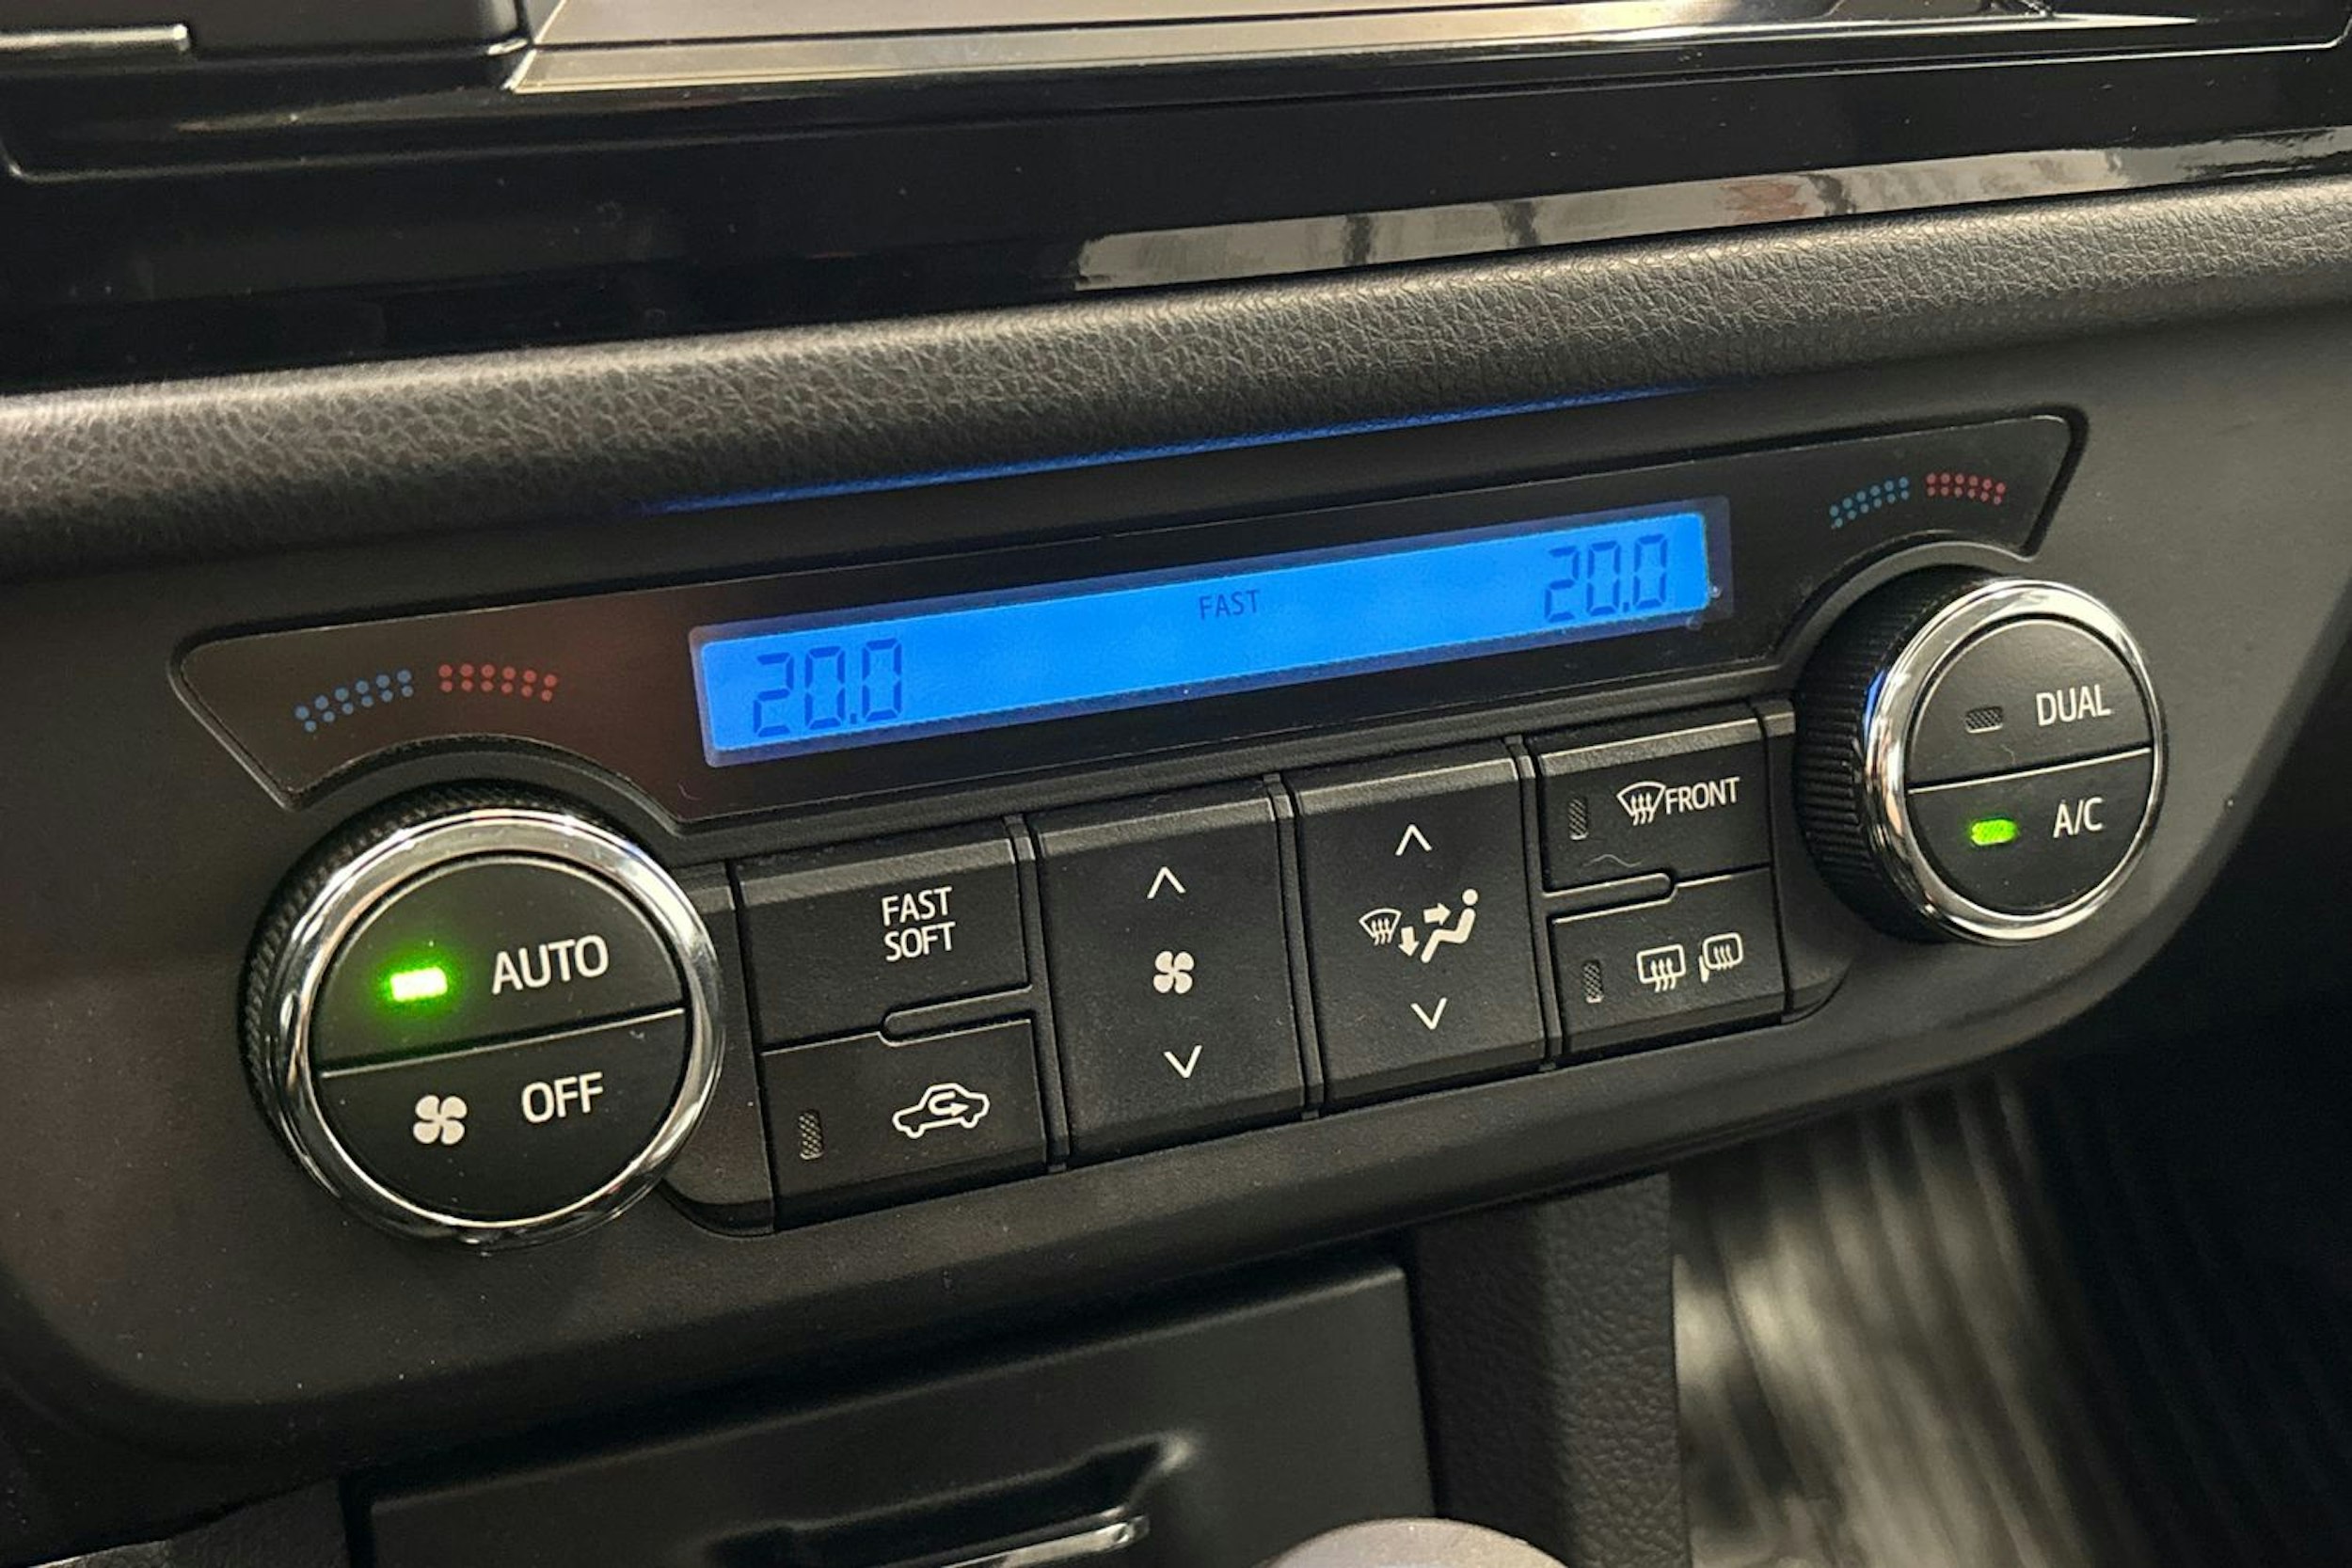 20.0 FAST 20.0
DUAL
A/C
FRONT
FAST
SOFT
AUTO
OFF